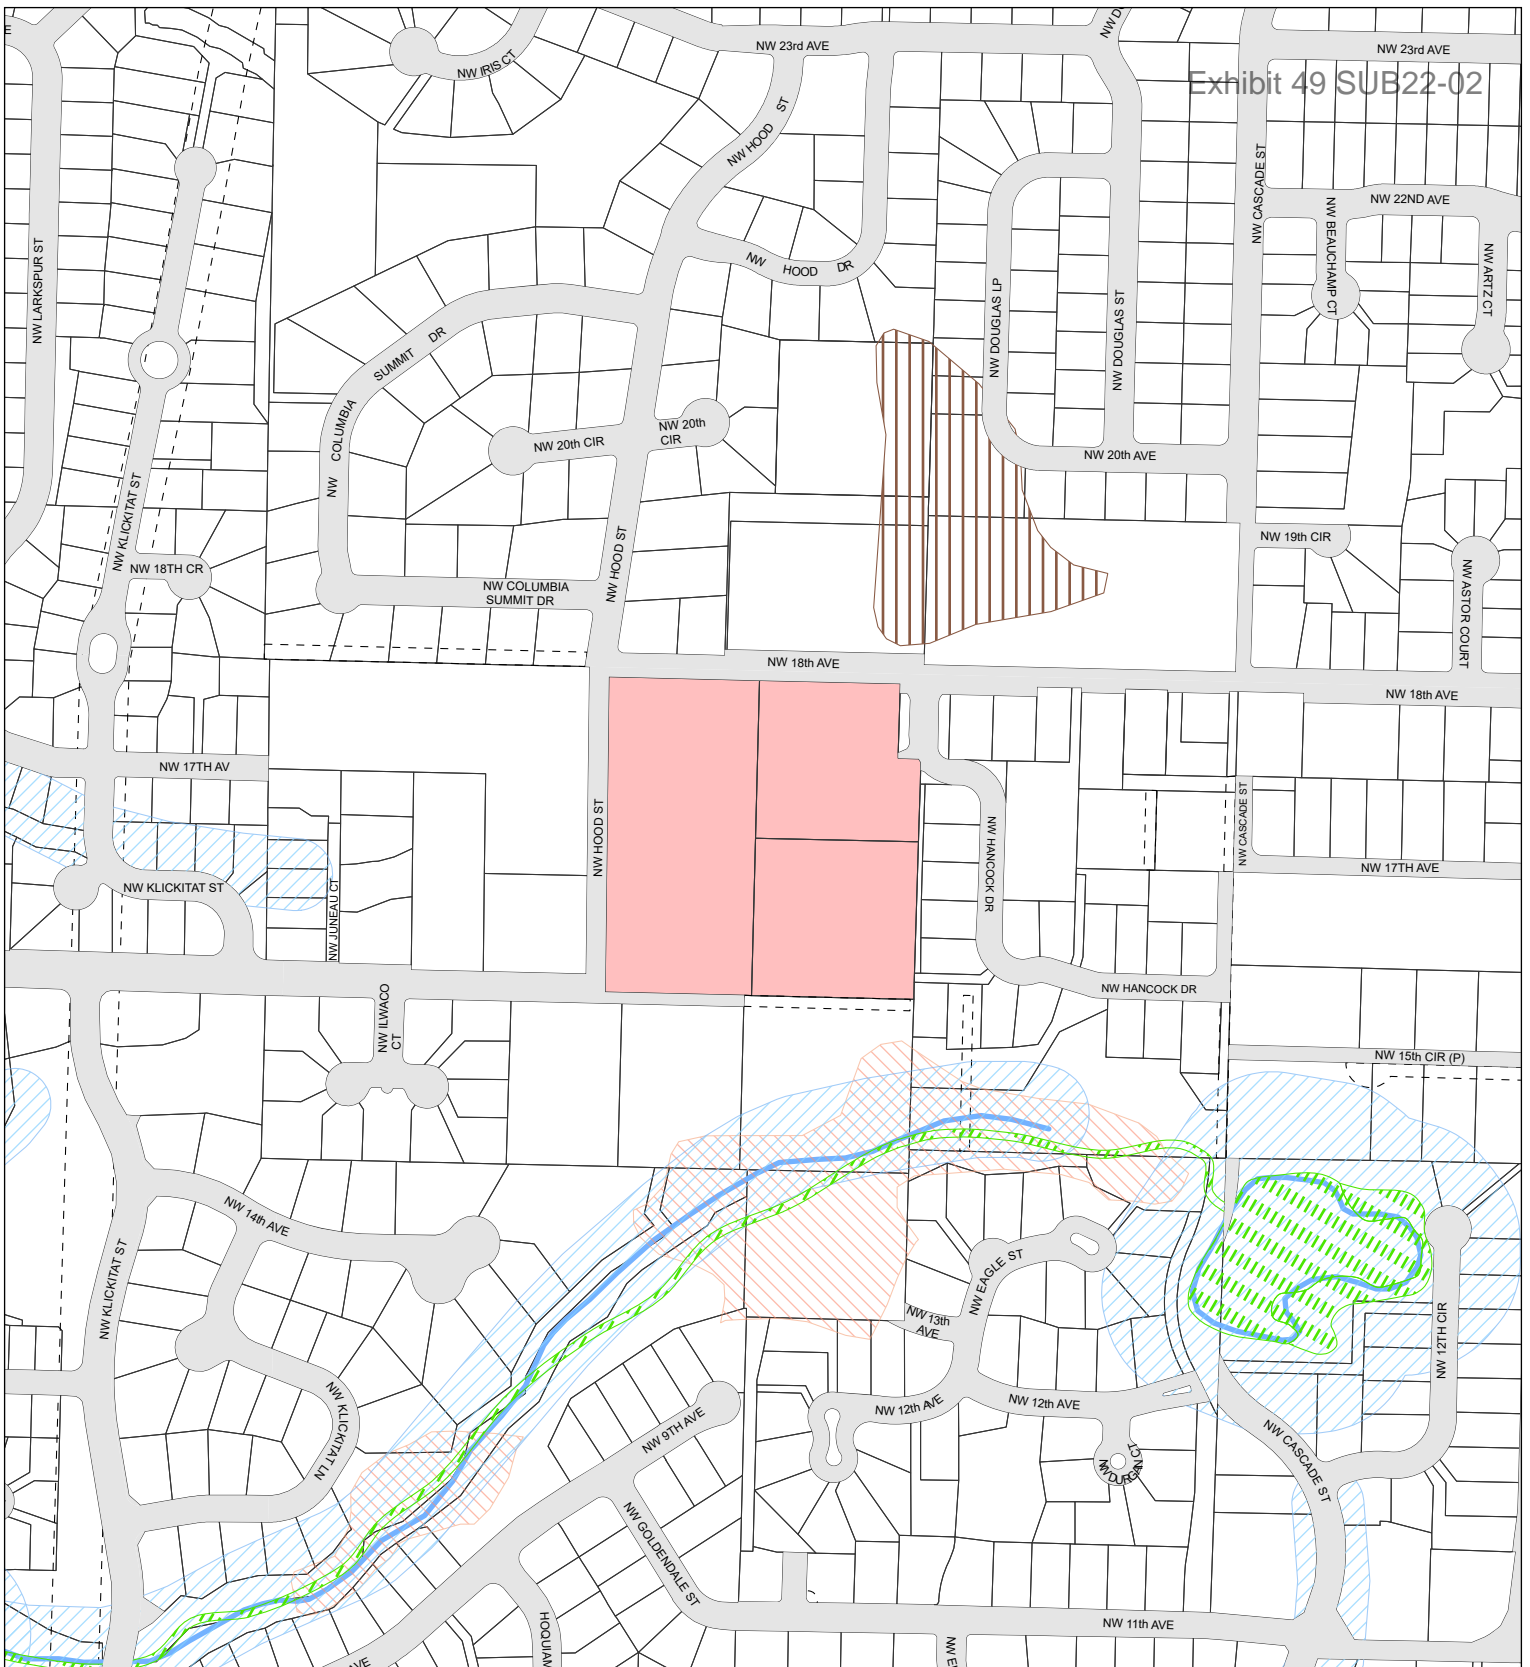 E
NW IRIS CT
NW 23rd AVE
NW 23rd AVE
Exhibit 49 SUB22-02
NW HOOD ST
NW CASCADE ST
NW 22ND AVE
NW BEAUCHAMP CT
NW ARTZ CT
NW LARKSPUR ST
NW HOOD DR
NW DOUGLAS LP
NW DOUGLAS ST
NW COLUMBIA SUMMIT DR
NW 20th CIR
NW 20th
CIR
NW 20th AVE
NW KLICKITAT ST
NW HOOD ST
NW 19th CIR
NW 18TH CR
NW COLUMBIA
SUMMIT DR
NW ASTOR COURT
NW 18th AVE
NW 18th AVE
NW 17TH AV
NW HOOD ST
NW HANCOCK DR
NW CASCADE ST
NW 17TH AVE
NW KLICKITAT ST
NW JUNEAU CT
NW HANCOCK DR
NW ILWACO
CT
NW 15th CIR (P)
NW 14th AVE
NW KLICKITAT ST
NW EAGLE ST
NW 13th
AVE
NW 12TH CIR
NW KLICKITAT LN
NW 9TH AVE
NW 12th AVE
NW 12th AVE
NW DURGAN CT
NW CASCADE ST
NW GOLDENDALE ST
NW 11th AVE
HOQUIAM
AVE